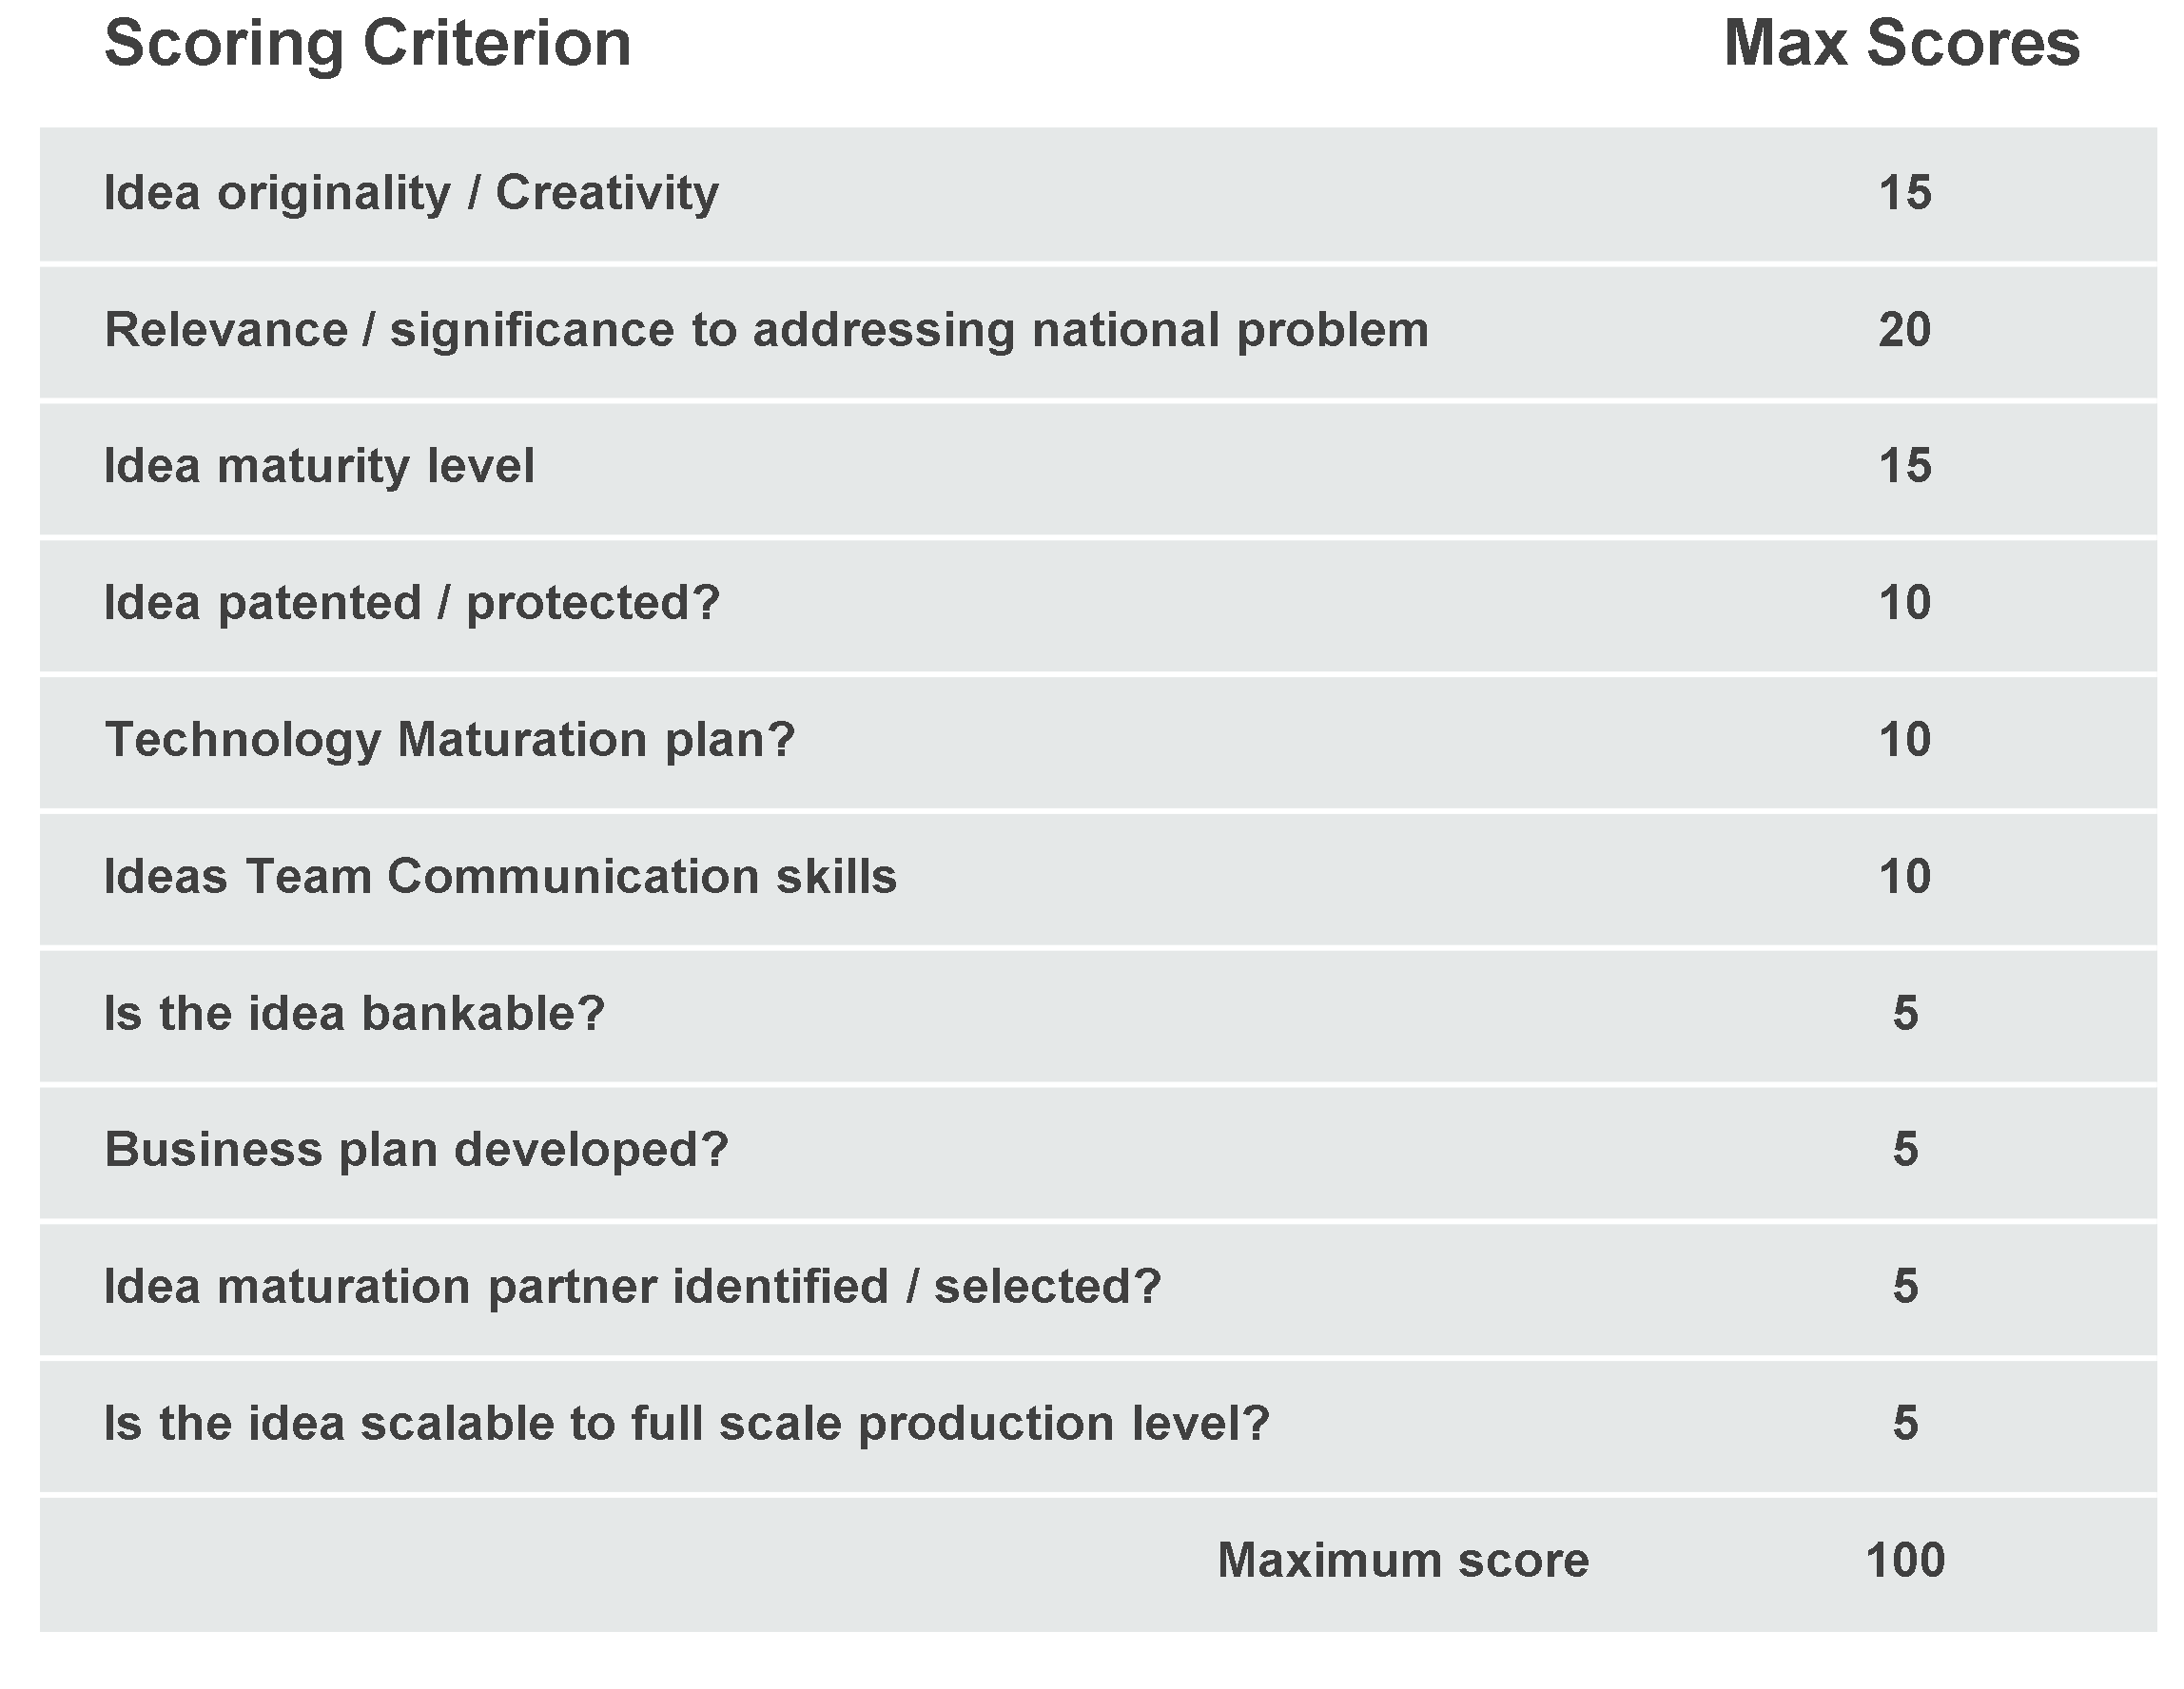 Scoring Criterion Max Scores
Idea originality / Creativity 15
Relevance / significance to addressing national problem 20
Idea maturity level 15
Idea patented / protected? 10
Technology Maturation plan? 10
Ideas Team Communication skills 10
Is the idea bankable? 5
Business plan developed? 5
Idea maturation partner identified / selected? 5
Is the idea scalable to full scale production level? 5
Maximum score 100